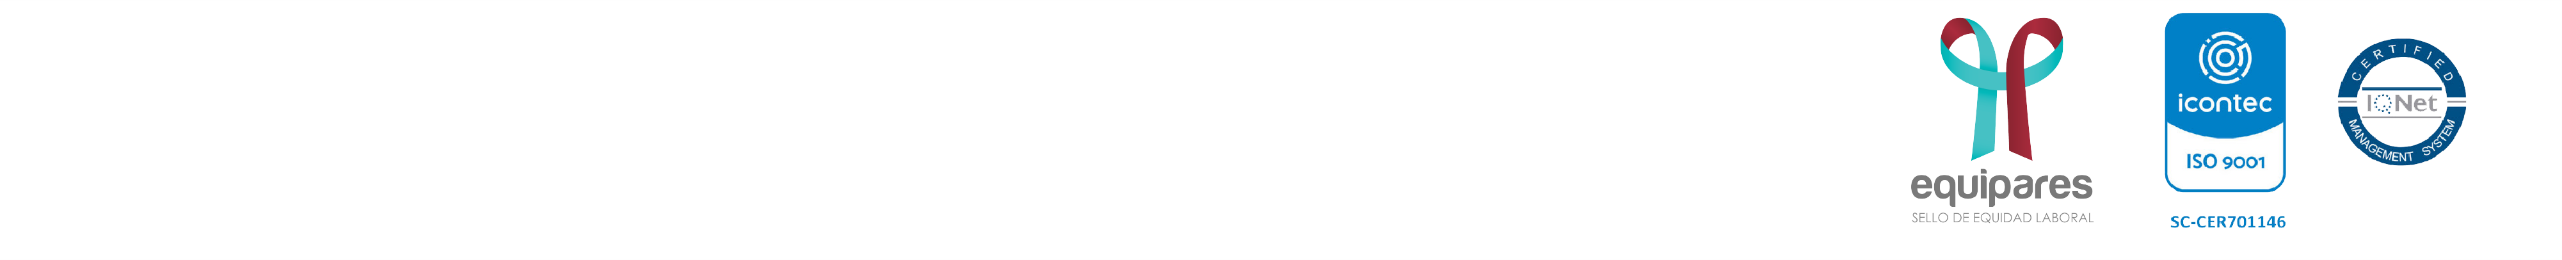 equipares
SELLO DE EQUIDAD LABORAL
icontec
ISO 9001
SC-CER701146
CERTIFIED
IQNet
MANAGEMENT SYSTEM